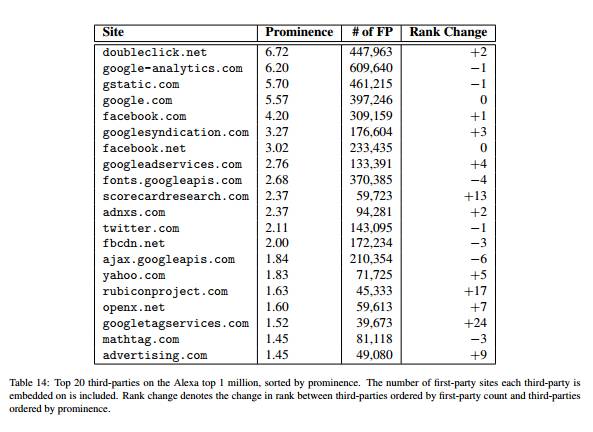 Site Prominence # of FP Rank Change
doubleclick.net 6.72 447,963 +2
google-analytics.com 6.20 609,640 −1
gstatic.com 5.70 461,215 −1
google.com 5.57 397,246 0
facebook.com 4.20 309,159 +1
googlesyndication.com 3.27 176,604 +3
facebook.net 3.02 233,435 0
googleadservices.com 2.76 133,391 +4
fonts.googleapis.com 2.68 370,385 −4
scorecardresearch.com 2.37 59,723 +13
adnxs.com 2.37 94,281 +2
twitter.com 2.11 143,095 −1
fbcdn.net 2.00 172,234 −3
ajax.googleapis.com 1.84 210,354 −6
yahoo.com 1.83 71,725 +5
rubiconproject.com 1.63 45,333 +17
openx.net 1.60 59,613 +7
googletagservices.com 1.52 39,673 +24
mathtag.com 1.45 81,118 −3
advertising.com 1.45 49,080 +9
Table 14: Top 20 third-parties on the Alexa top 1 million, sorted by prominence. The number of first-party sites each third-party is
embedded on is included. Rank change denotes the change in rank between third-parties ordered by first-party count and third-parties
ordered by prominence.